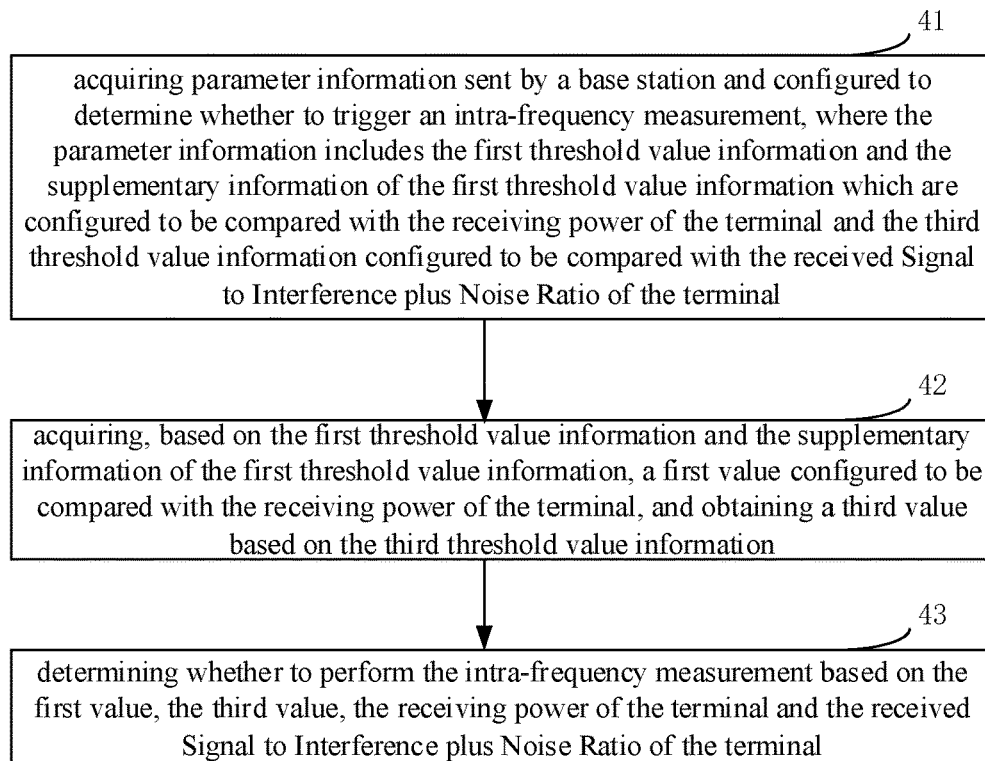 41
acquiring parameter information sent by a base station and configured to
determine whether to trigger an intra-frequency measurement, where the
parameter information includes the first threshold value information and the
supplementary information of the first threshold value information which are
configured to be compared with the receiving power of the terminal and the third
threshold value information configured to be compared with the received Signal
to Interference plus Noise Ratio of the terminal
42
acquiring, based on the first threshold value information and the supplementary
information of the first threshold value information, a first value configured to be
compared with the receiving power of the terminal, and obtaining a third value
based on the third threshold value information
43
determining whether to perform the intra-frequency measurement based on the
first value, the third value, the receiving power of the terminal and the received
Signal to Interference plus Noise Ratio of the terminal